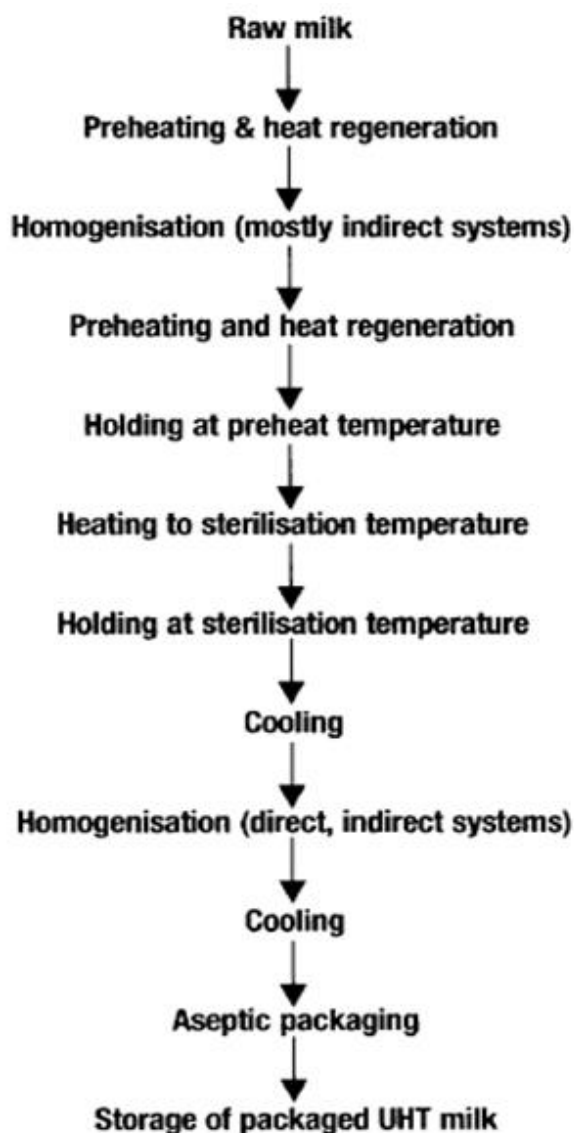 Raw milk
Preheating & heat regeneration
Homogenisation (mostly indirect systems)
Preheating and heat regeneration
Holding at preheat temperature
Heating to sterilisation temperature
Holding at sterilisation temperature
Cooling
Homogenisation (direct, indirect systems)
Cooling
Aseptic packaging
Storage of packaged UHT milk